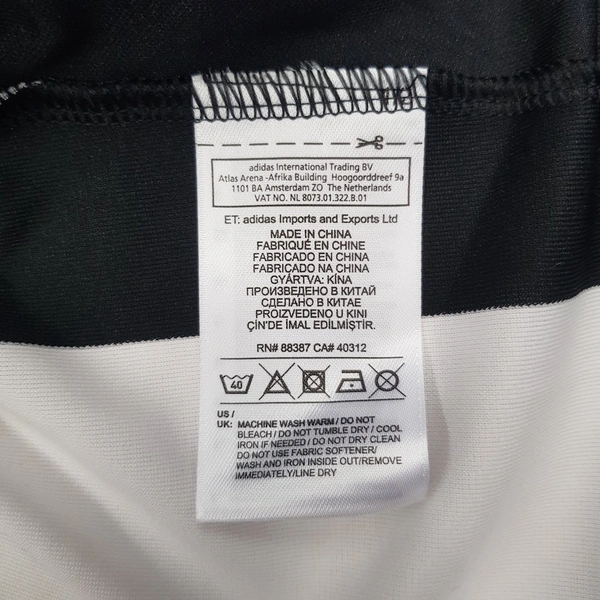 adidas International Trading BV
Atlas Arena -Afrika Building Hoogoorddreef 9a
1101 BA Amsterdam ZO The Netherlands
VAT NO. NL 8073.01.322.B.01
ET: adidas Imports and Exports Ltd
MADE IN CHINA
FABRIQUÉ EN CHINE
FABRICADO EN CHINA
FABRICADO NA CHINA
GYÁRTVA: KÍNA
ПРОИЗВЕДЕНО В КИТАЙ
СДЕЛАНО В КИТАЕ
PROIZVEDENO U KINI
ÇİN'DE İMAL EDİLMİŞTİR.
RN# 88387 CA# 40312
40
US /
UK: MACHINE WASH WARM / DO NOT
BLEACH / DO NOT TUMBLE DRY / COOL
IRON IF NEEDED / DO NOT DRY CLEAN
DO NOT USE FABRIC SOFTENER/
WASH AND IRON INSIDE OUT/REMOVE
IMMEDIATELY/LINE DRY